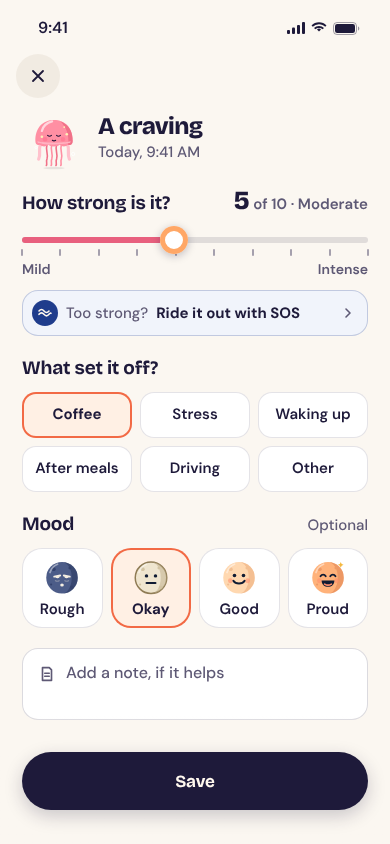 9:41
A craving
Today, 9:41 AM
How strong is it?
5 of 10 · Moderate
Mild
Intense
Too strong? Ride it out with SOS
What set it off?
Coffee
Stress
Waking up
After meals
Driving
Other
Mood
Optional
Rough
Okay
Good
Proud
Add a note, if it helps
Save